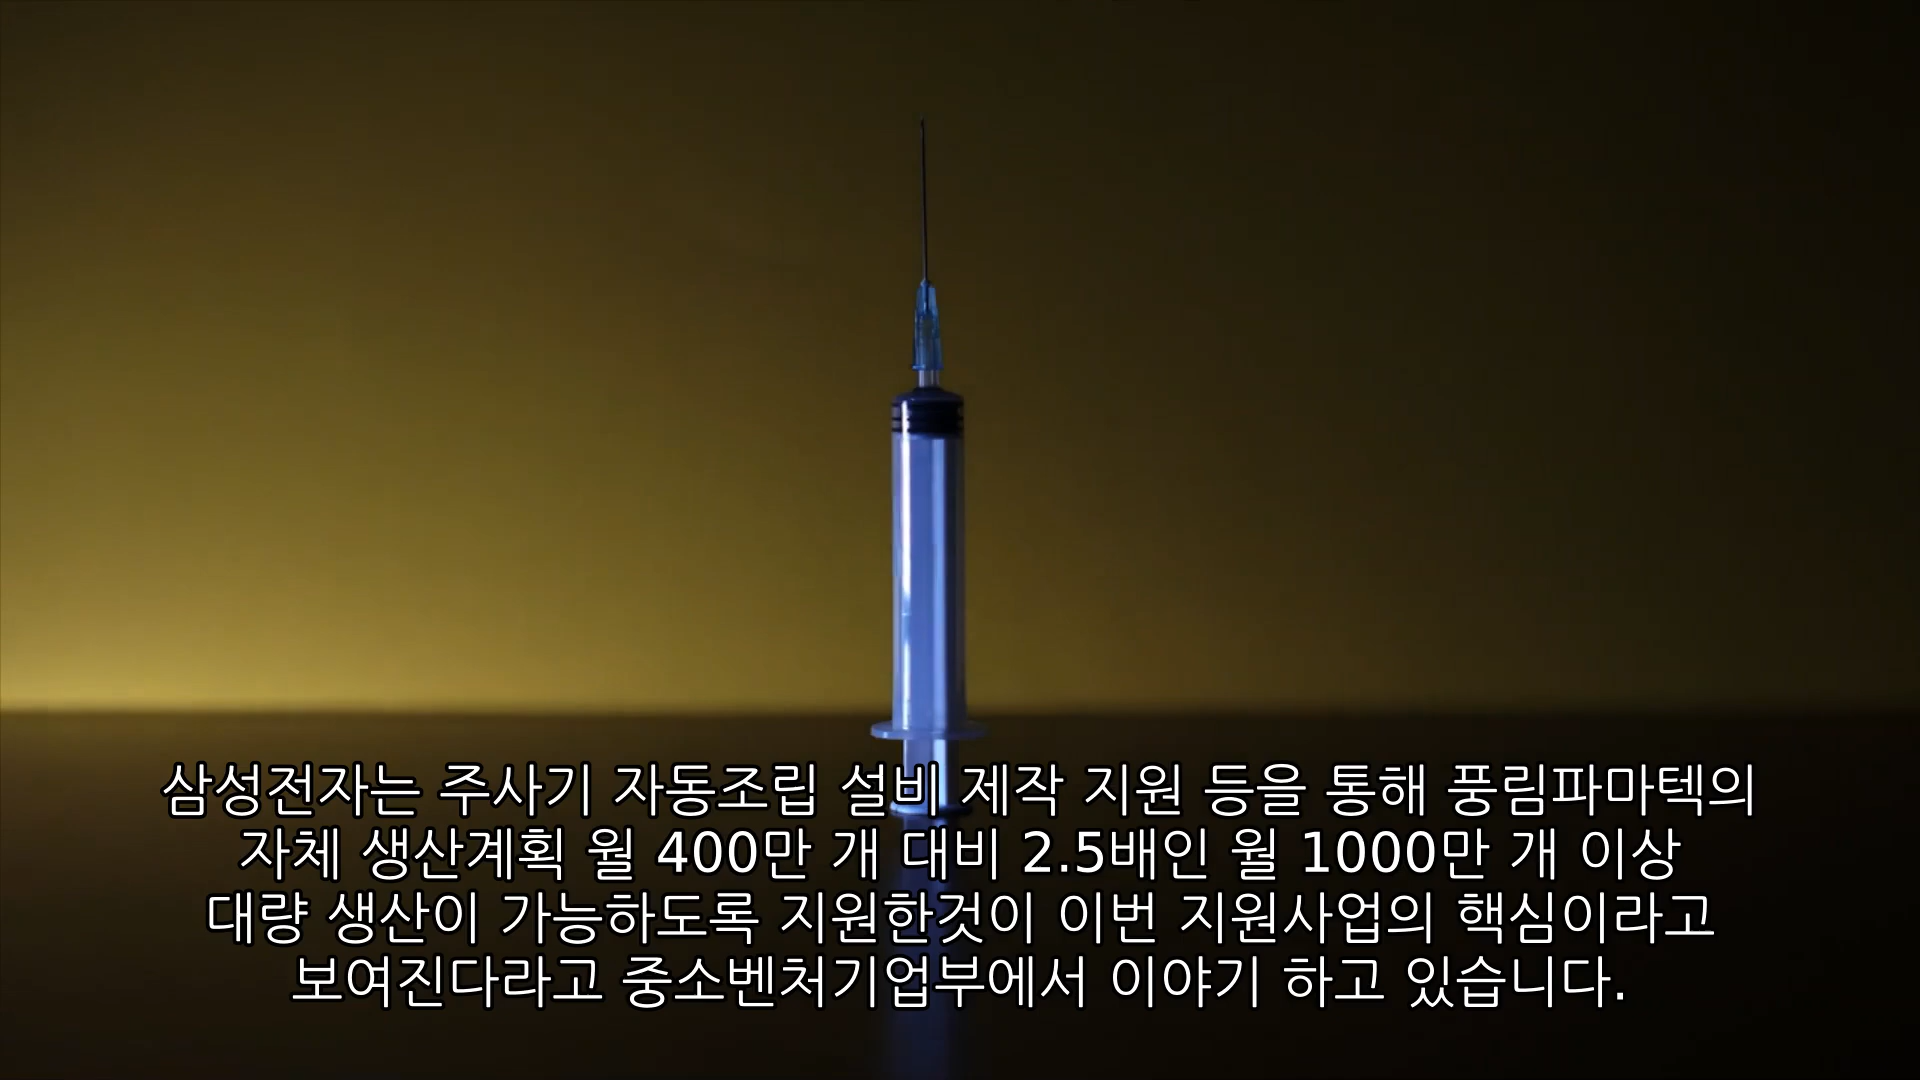 삼성전자는 주사기 자동조립 설비 제작 지원 등을 통해 풍림파마텍의
자체 생산계획 월 400만 개 대비 2.5배인 월 1000만 개 이상
대량 생산이 가능하도록 지원한것이 이번 지원사업의 핵심이라고
보여진다라고 중소벤처기업부에서 이야기 하고 있습니다.